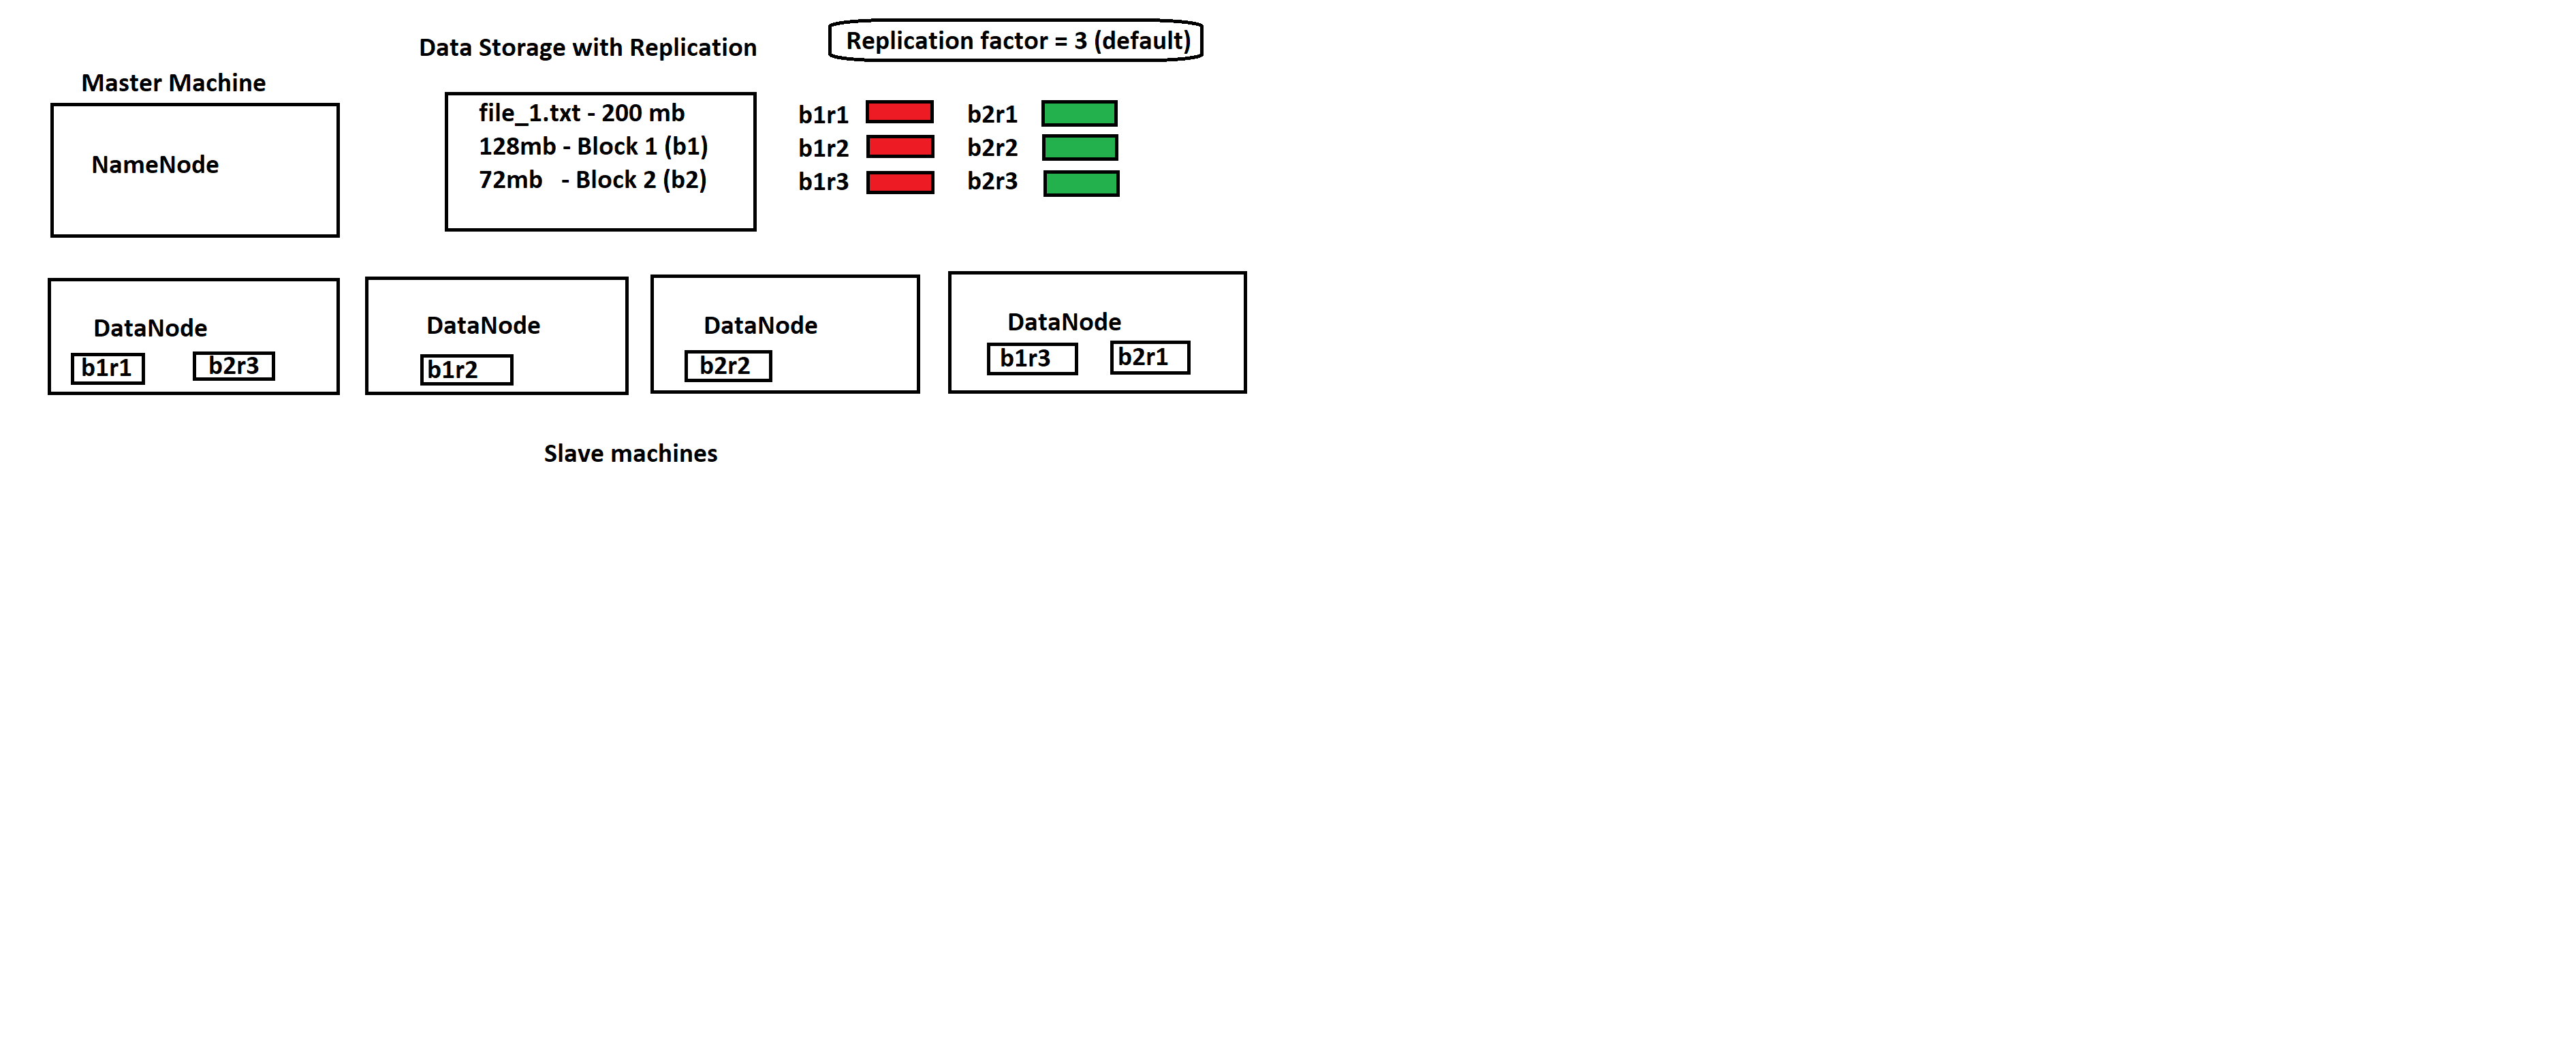 Data Storage with Replication
Replication factor = 3 (default)
Master Machine
NameNode
file_1.txt - 200 mb
128mb - Block 1 (b1)
72mb - Block 2 (b2)
b1r1
b1r2
b1r3
b2r1
b2r2
b2r3
DataNode
b1r1 b2r3
DataNode
b1r2
DataNode
b2r2
DataNode
b1r3 b2r1
Slave machines